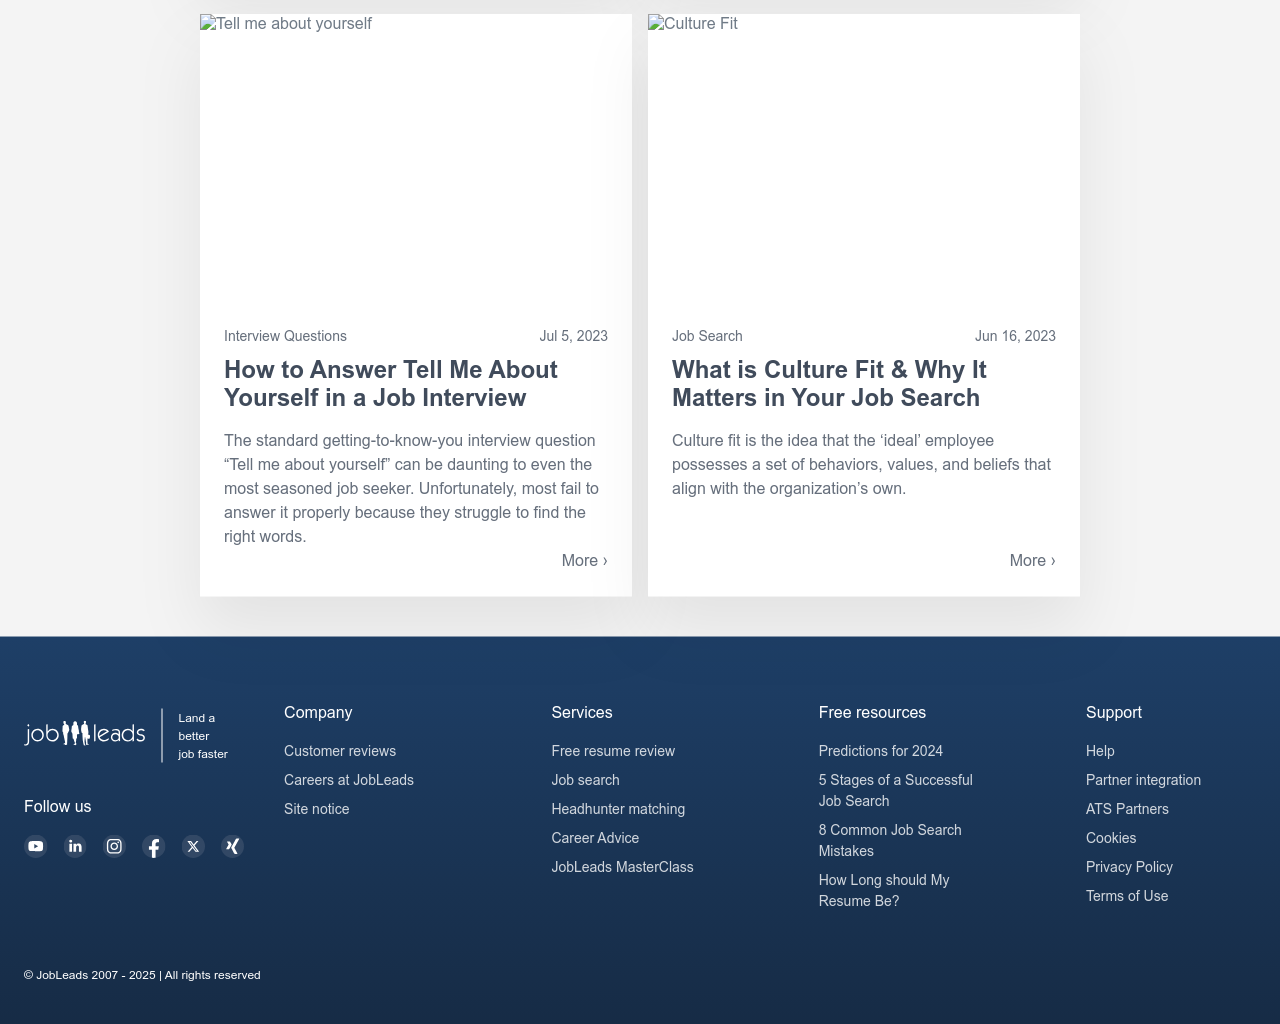 Tell me about yourself
Interview Questions
Jul 5, 2023
How to Answer Tell Me About
Yourself in a Job Interview
The standard getting-to-know-you interview question
“Tell me about yourself” can be daunting to even the
most seasoned job seeker. Unfortunately, most fail to
answer it properly because they struggle to find the
right words.
More ›
Culture Fit
Job Search
Jun 16, 2023
What is Culture Fit & Why It
Matters in Your Job Search
Culture fit is the idea that the ‘ideal’ employee
possesses a set of behaviors, values, and beliefs that
align with the organization’s own.
More ›
job leads
Land a
better
job faster
Follow us
Company
Customer reviews
Careers at JobLeads
Site notice
Services
Free resume review
Job search
Headhunter matching
Career Advice
JobLeads MasterClass
Free resources
Predictions for 2024
5 Stages of a Successful
Job Search
8 Common Job Search
Mistakes
How Long should My
Resume Be?
Support
Help
Partner integration
ATS Partners
Cookies
Privacy Policy
Terms of Use
© JobLeads 2007 - 2025 | All rights reserved